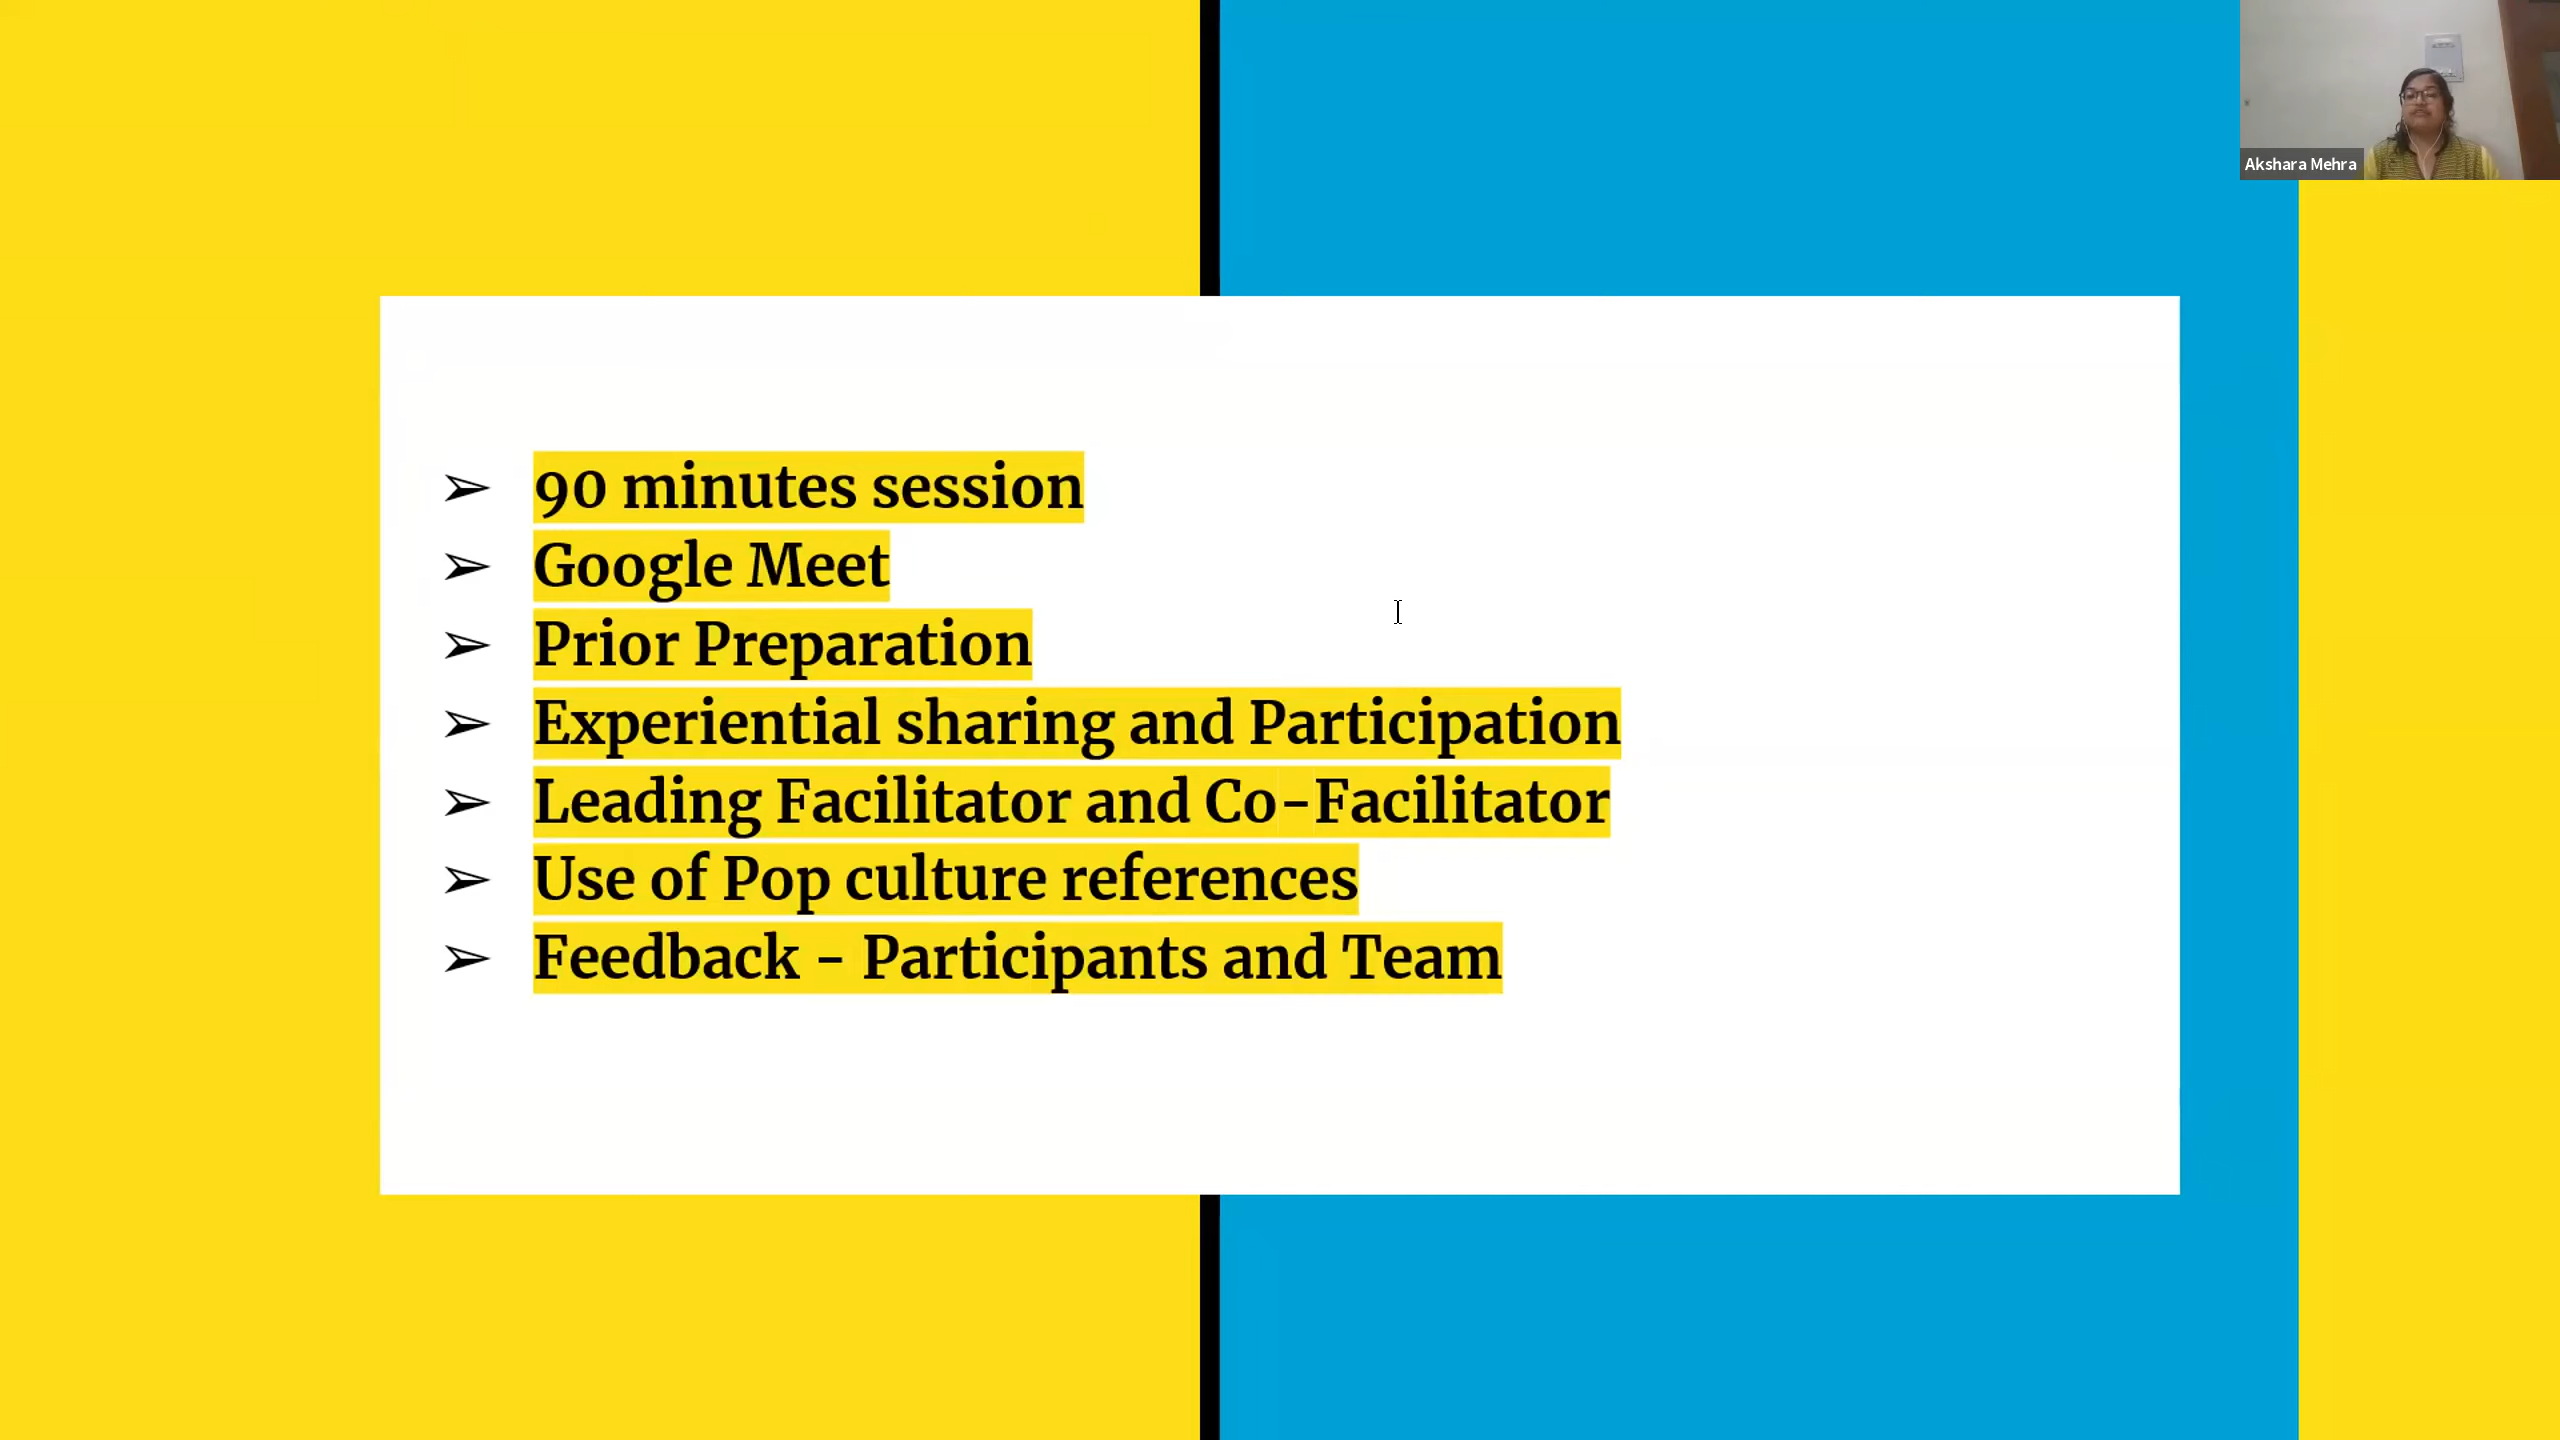 Akshara Mehra
➢ 90 minutes session
➢ Google Meet
➢ Prior Preparation
➢ Experiential sharing and Participation
➢ Leading Facilitator and Co-Facilitator
➢ Use of Pop culture references
➢ Feedback - Participants and Team